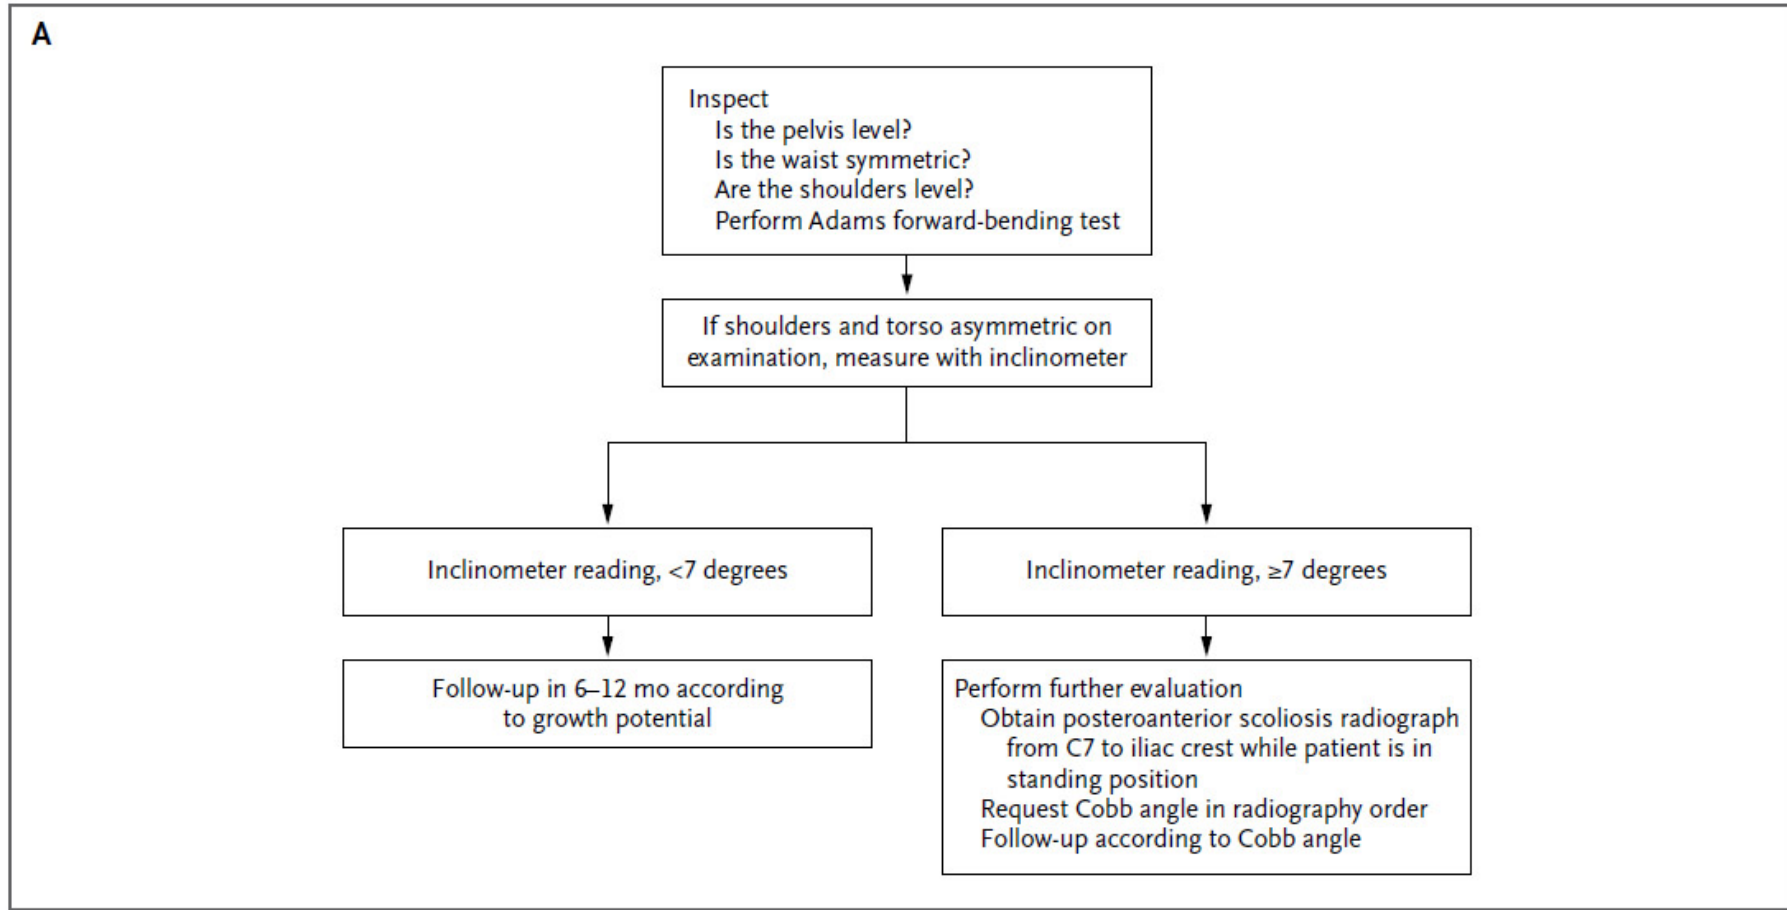 A
Inspect
Is the pelvis level?
Is the waist symmetric?
Are the shoulders level?
Perform Adams forward-bending test
If shoulders and torso asymmetric on
examination, measure with inclinometer
Inclinometer reading, <7 degrees
Inclinometer reading, ≥7 degrees
Follow-up in 6–12 mo according
to growth potential
Perform further evaluation
Obtain posteroanterior scoliosis radiograph
from C7 to iliac crest while patient is in
standing position
Request Cobb angle in radiography order
Follow-up according to Cobb angle